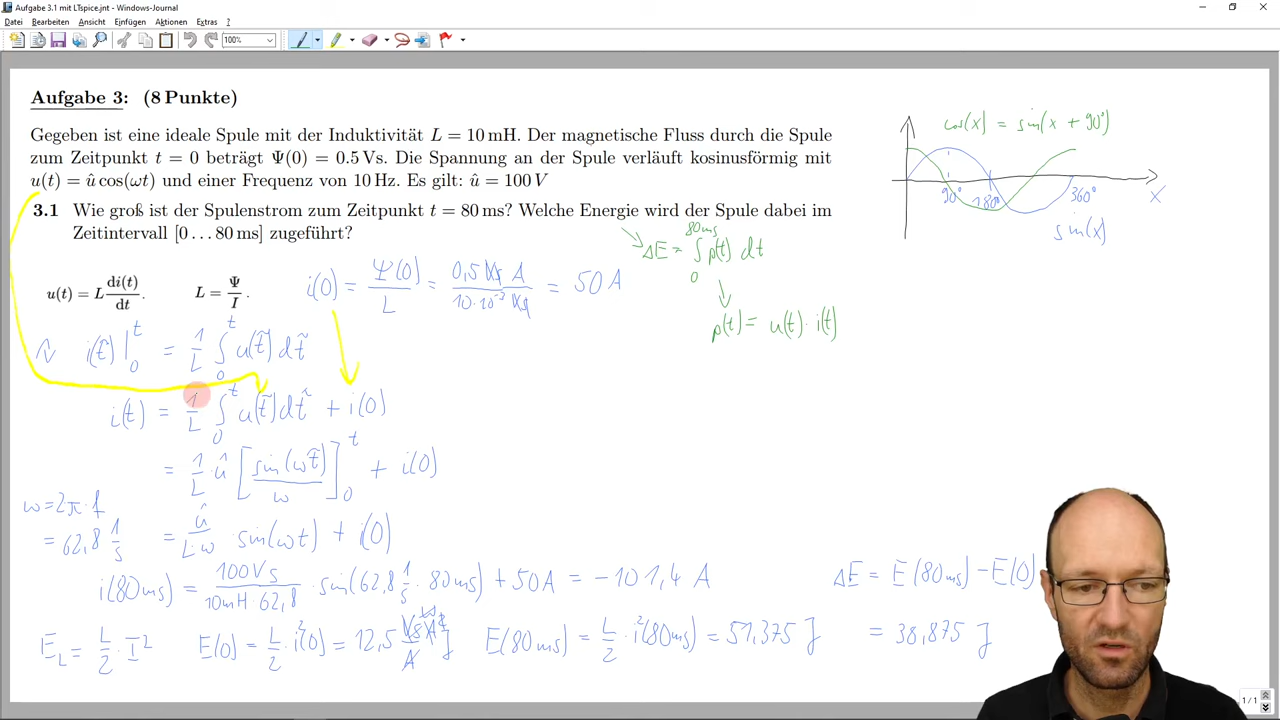 Aufgabe 3.1 mit LTspice.jnt - Windows-Journal
Datei Bearbeiten Ansicht Einfügen Aktionen Extras ?
100%
Aufgabe 3: (8 Punkte)
Gegeben ist eine ideale Spule mit der Induktivität L = 10 mH. Der magnetische Fluss durch die Spule
zum Zeitpunkt t = 0 beträgt Ψ(0) = 0.5 Vs. Die Spannung an der Spule verläuft kosinusförmig mit
u(t) = û cos(ωt) und einer Frequenz von 10 Hz. Es gilt: û = 100 V
3.1 Wie groß ist der Spulenstrom zum Zeitpunkt t = 80 ms? Welche Energie wird der Spule dabei im
Zeitintervall [0 . . . 80 ms] zugeführt?
cos(x) = sin(x + 90°)
90° 180° 360° x
sin(x)
ΔE = ∫₀^80ms p(t) dt
p(t) = u(t) · i(t)
u(t) = L di(t)/dt. L = Ψ/I.
i(0) = Ψ(0)/L = 0,5 Vs A / 10·10⁻³ Vs = 50 A
i(t̃)|₀^t = 1/L ∫₀^t u(t̃) dt̃
i(t) = 1/L ∫₀^t u(t̃) dt̃ + i(0)
= 1/L · û [sin(ωt̃)/ω]₀^t + i(0)
ω = 2π · f
= 62,8 1/s
= û/L·ω sin(ωt) + i(0)
i(80ms) = 100Vs/10mH·62,8 · sin(62,8 1/s · 80ms) + 50A = −101,4 A
E_L = L/2 · I² E(0) = L/2 · i²(0) = 12,5 J E(80ms) = L/2 · i²(80ms) = 51,375 J
ΔE = E(80ms) − E(0)
= 38,875 J
1/1